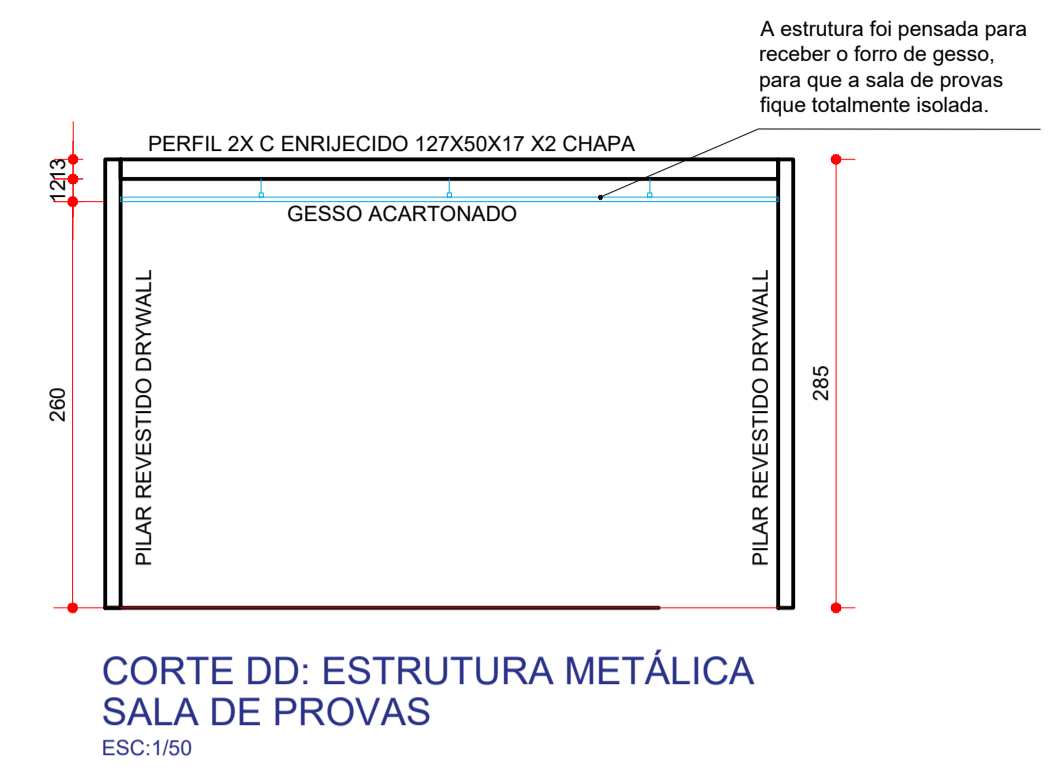 A estrutura foi pensada para
receber o forro de gesso,
para que a sala de provas
fique totalmente isolada.
PERFIL 2X C ENRIJECIDO 127X50X17 X2 CHAPA
13
12
GESSO ACARTONADO
PILAR REVESTIDO DRYWALL
PILAR REVESTIDO DRYWALL
260
285
CORTE DD: ESTRUTURA METÁLICA
SALA DE PROVAS
ESC:1/50